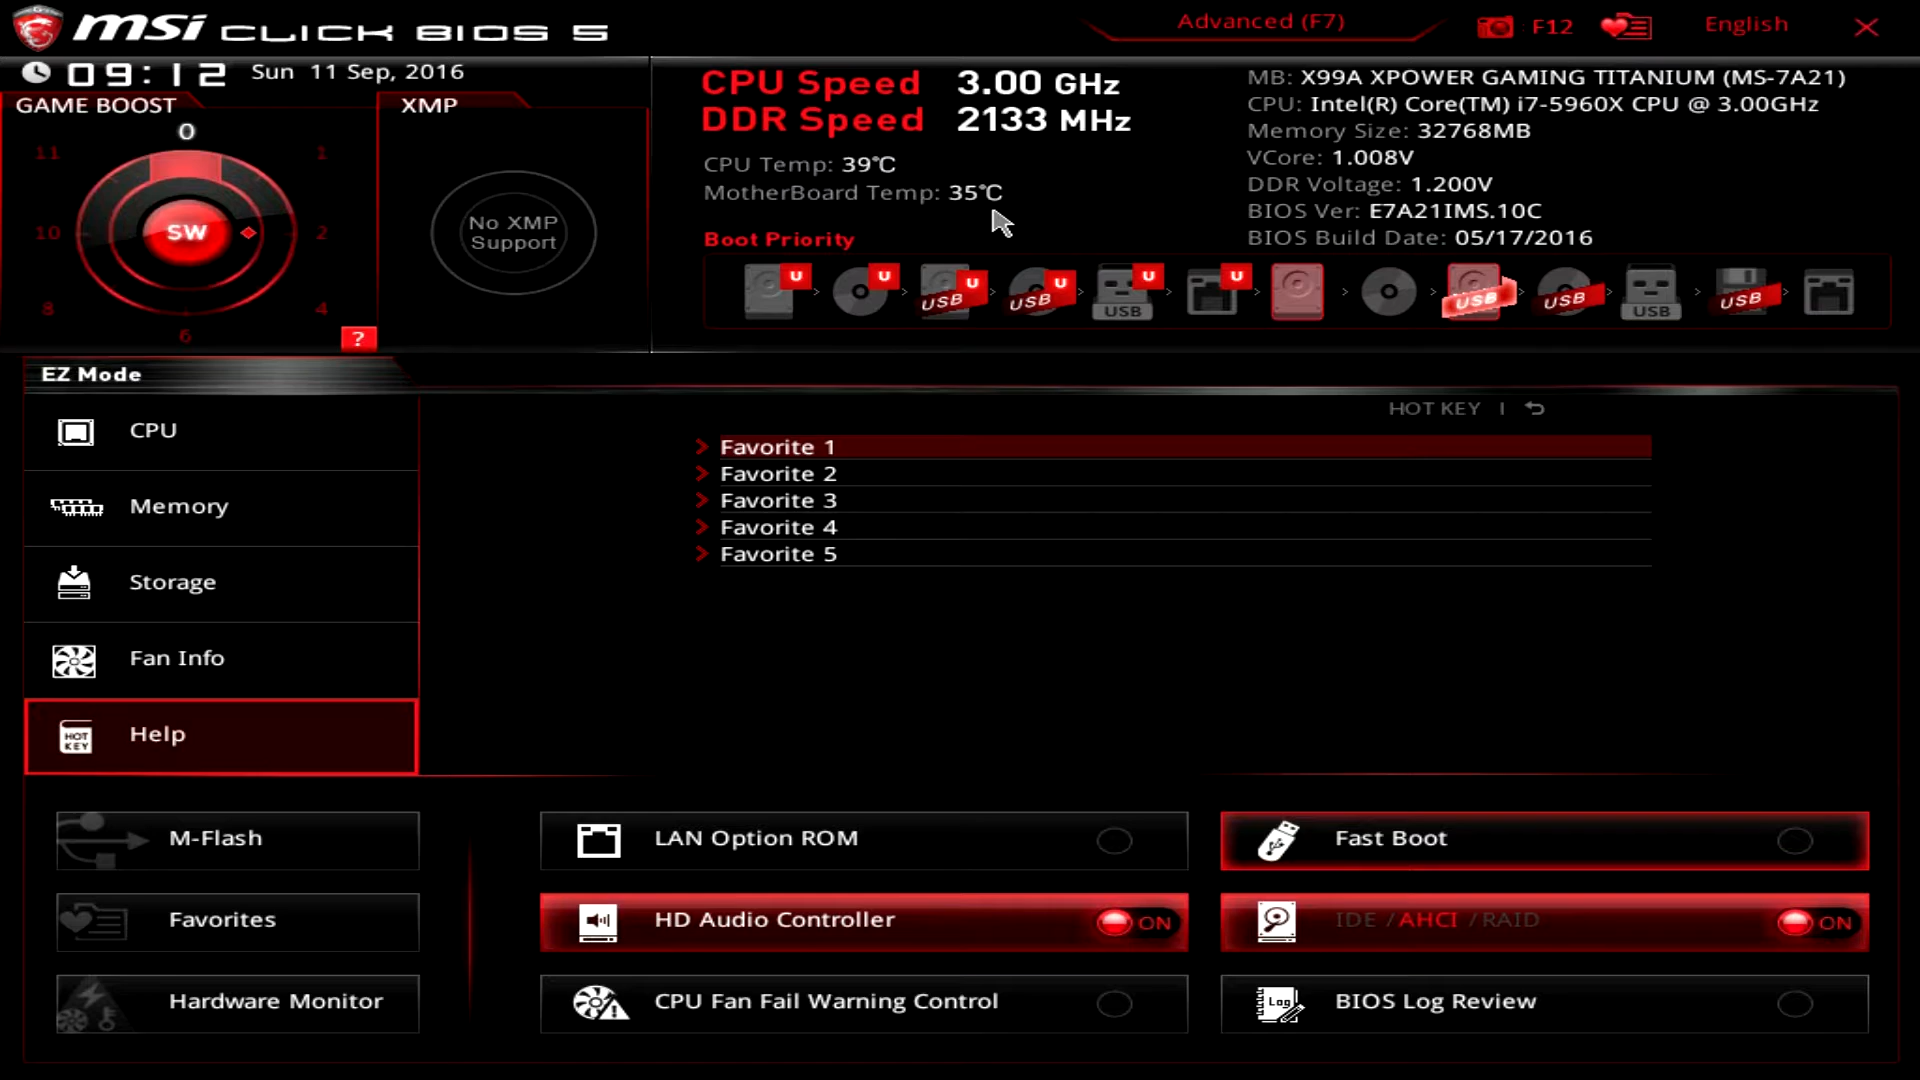 msi CLICK BIOS 5
Advanced (F7)
F12
English
09:12 Sun 11 Sep, 2016
GAME BOOST
XMP
0
11
1
10
SW
2
8
4
6
?
No XMP
Support
CPU Speed 3.00 GHz
DDR Speed 2133 MHz
CPU Temp: 39℃
MotherBoard Temp: 35℃
MB: X99A XPOWER GAMING TITANIUM (MS-7A21)
CPU: Intel(R) Core(TM) i7-5960X CPU @ 3.00GHz
Memory Size: 32768MB
VCore: 1.008V
DDR Voltage: 1.200V
BIOS Ver: E7A21IMS.10C
BIOS Build Date: 05/17/2016
Boot Priority
U
U
U USB
U USB
U USB
U
USB
USB
USB
USB
EZ Mode
HOT KEY |
CPU
Memory
Storage
Fan Info
HOT KEY Help
Favorite 1
Favorite 2
Favorite 3
Favorite 4
Favorite 5
M-Flash
Favorites
Hardware Monitor
LAN Option ROM
HD Audio Controller ON
CPU Fan Fail Warning Control
Fast Boot
IDE / AHCI / RAID ON
Log BIOS Log Review